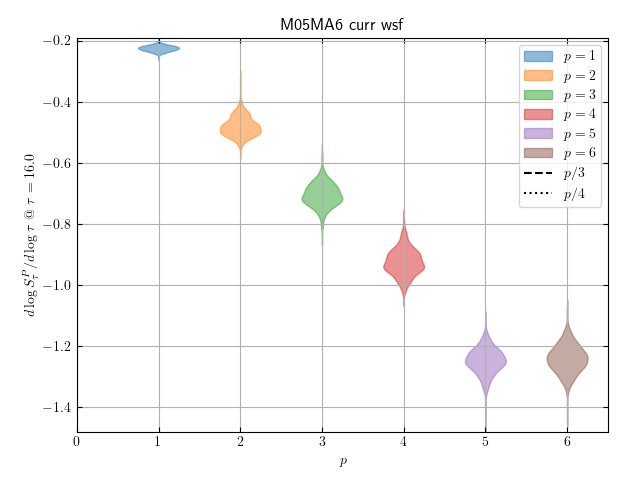 M05MA6 curr wsf
−0.2
−0.4
−0.6
−0.8
−1.0
−1.2
−1.4
d log S_τ^P / d log τ @ τ = 16.0
0 1 2 3 4 5 6
p
p = 1
p = 2
p = 3
p = 4
p = 5
p = 6
p/3
p/4